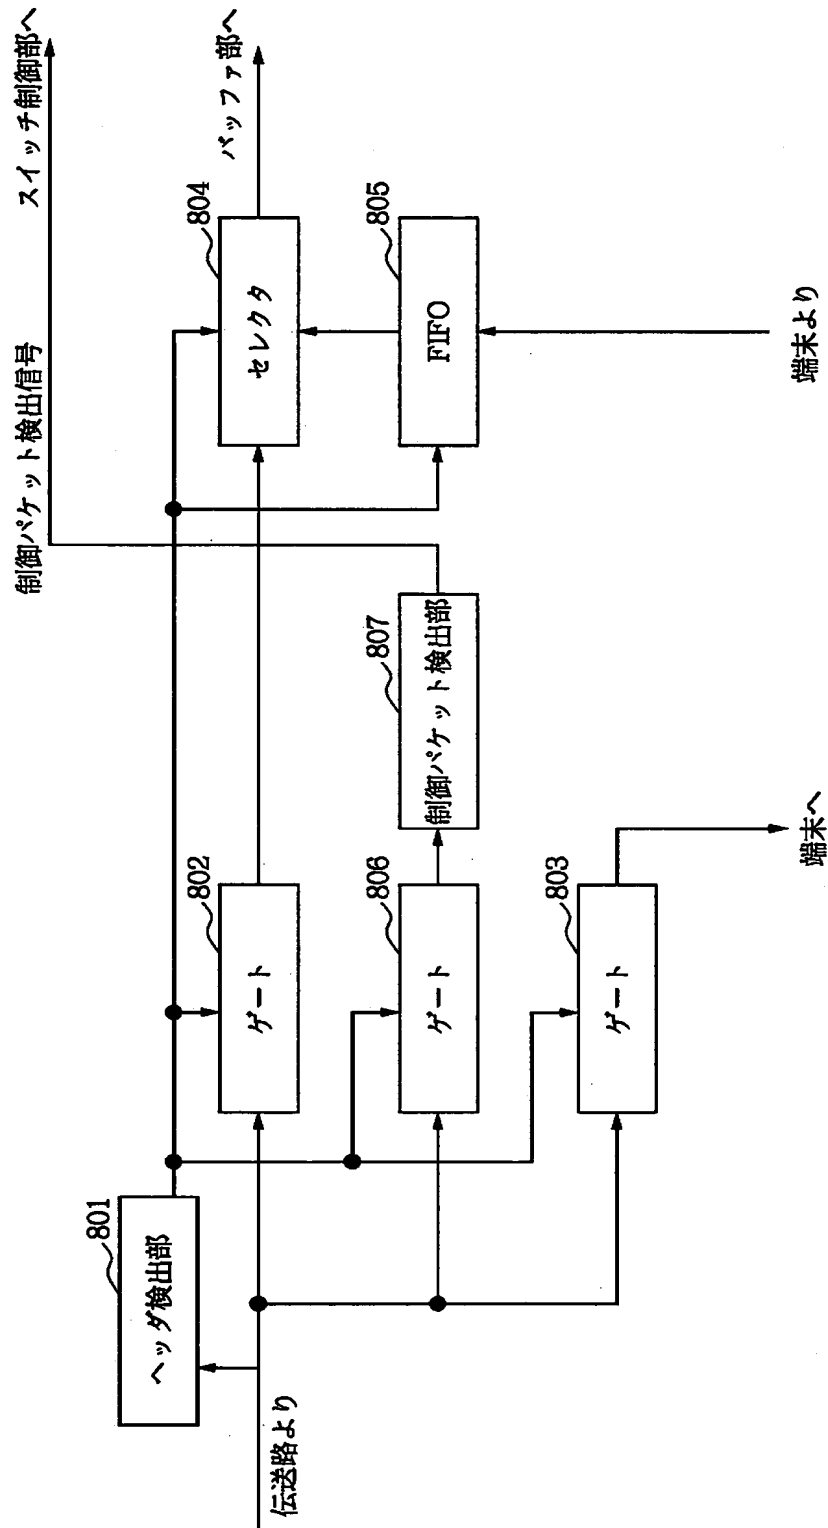 制御パケット検出信号
スイッチ制御部へ
801
ヘッダ検出部
802
ゲート
804
セレクタ
バッファ部へ
伝送路より
806
ゲート
807
制御パケット検出部
805
FIFO
803
ゲート
端末へ
端末より